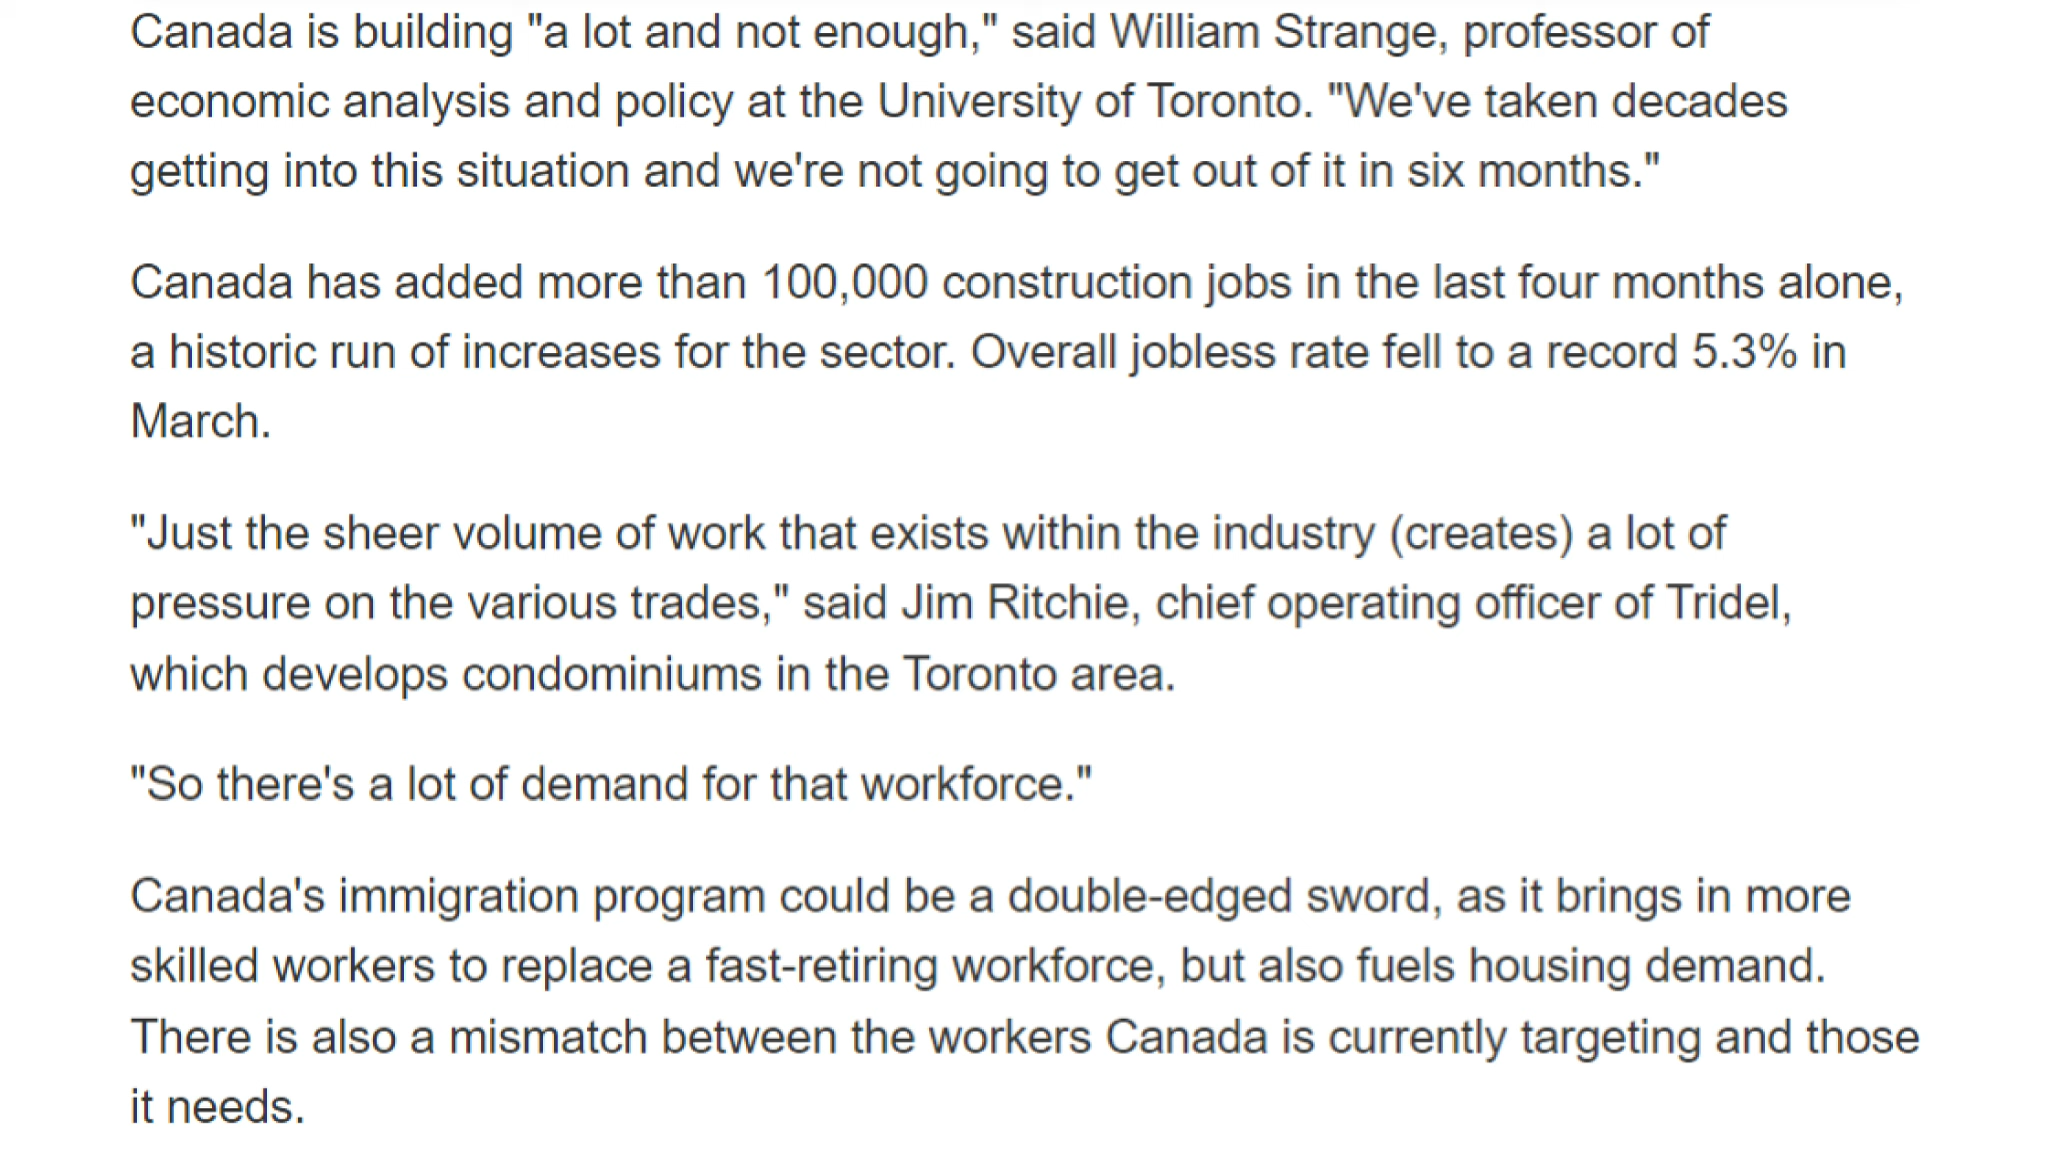 Canada is building "a lot and not enough," said William Strange, professor of
economic analysis and policy at the University of Toronto. "We've taken decades
getting into this situation and we're not going to get out of it in six months."
Canada has added more than 100,000 construction jobs in the last four months alone,
a historic run of increases for the sector. Overall jobless rate fell to a record 5.3% in
March.
"Just the sheer volume of work that exists within the industry (creates) a lot of
pressure on the various trades," said Jim Ritchie, chief operating officer of Tridel,
which develops condominiums in the Toronto area.
"So there's a lot of demand for that workforce."
Canada's immigration program could be a double-edged sword, as it brings in more
skilled workers to replace a fast-retiring workforce, but also fuels housing demand.
There is also a mismatch between the workers Canada is currently targeting and those
it needs.